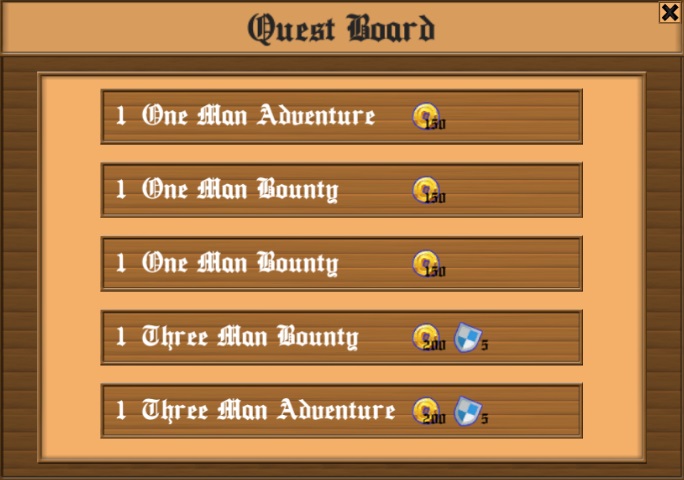 Quest Board
1 One Man Adventure 150
1 One Man Bounty 150
1 One Man Bounty 150
1 Three Man Bounty 200 5
1 Three Man Adventure 200 5